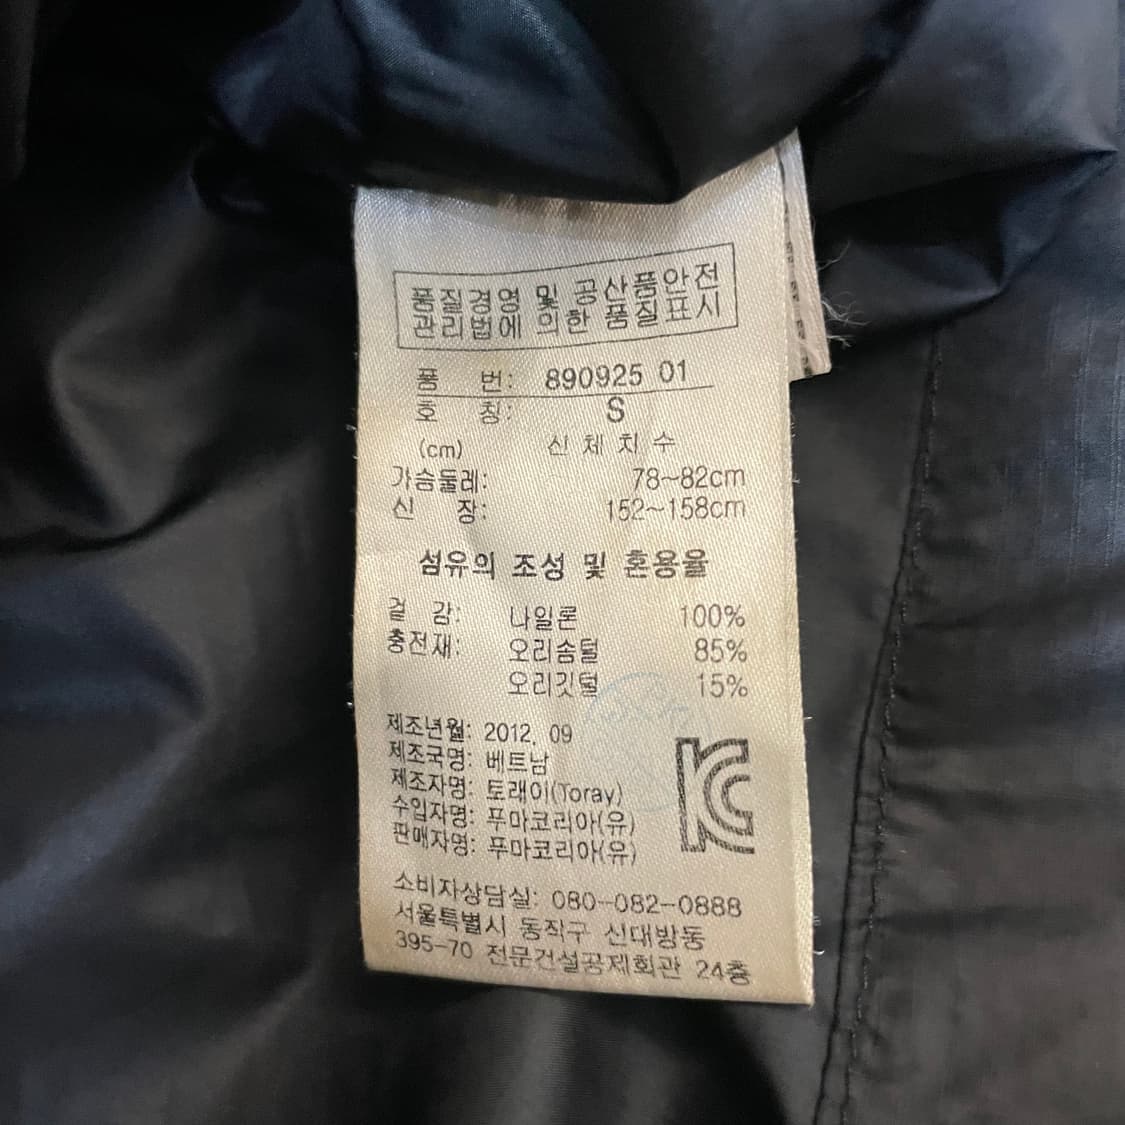 품질경영 및 공산품안전
관리법에 의한 품질표시
품 번: 890925 01
호 칭: S
(cm) 신체치수
가슴둘레: 78~82cm
신 장: 152~158cm
섬유의 조성 및 혼용율
겉 감: 나일론 100%
충전재: 오리솜털 85%
오리깃털 15%
제조년월: 2012. 09
제조국명: 베트남
제조자명: 토래이(Toray)
수입자명: 푸마코리아(유)
판매자명: 푸마코리아(유)
KC
소비자상담실: 080-082-0888
서울특별시 동작구 신대방동
395-70 전문건설공제회관 24층